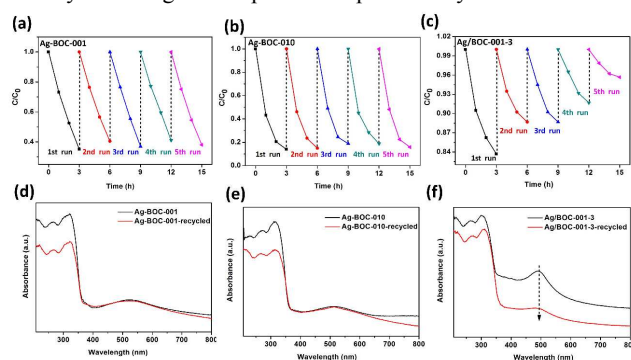 (a)
Ag-BOC-001
C/C0
1.0
0.8
0.6
0.4
1st run
2nd run
3rd run
4th run
5th run
0 3 6 9 12 15
Time (h)
(b)
Ag-BOC-010
C/C0
1.0
0.8
0.6
0.4
0.2
0.0
1st run
2nd run
3rd run
4th run
5th run
0 3 6 9 12 15
Time (h)
(c)
Ag/BOC-001-3
C/C0
1.02
1.00
0.96
0.92
0.88
0.84
1st run
2nd run
3rd run
4th run
5th run
0 3 6 9 12 15
Time (h)
(d)
Ag-BOC-001
Ag-BOC-001-recycled
Absorbance (a.u.)
300 400 500 600 700 800
Wavelength (nm)
(e)
Ag-BOC-010
Ag-BOC-010-recycled
Absorbance (a.u.)
300 400 500 600 700 800
Wavelength (nm)
(f)
Ag/BOC-001-3
Ag/BOC-001-3-recycled
Absorbance (a.u.)
300 400 500 600 700 800
Wavelength (nm)